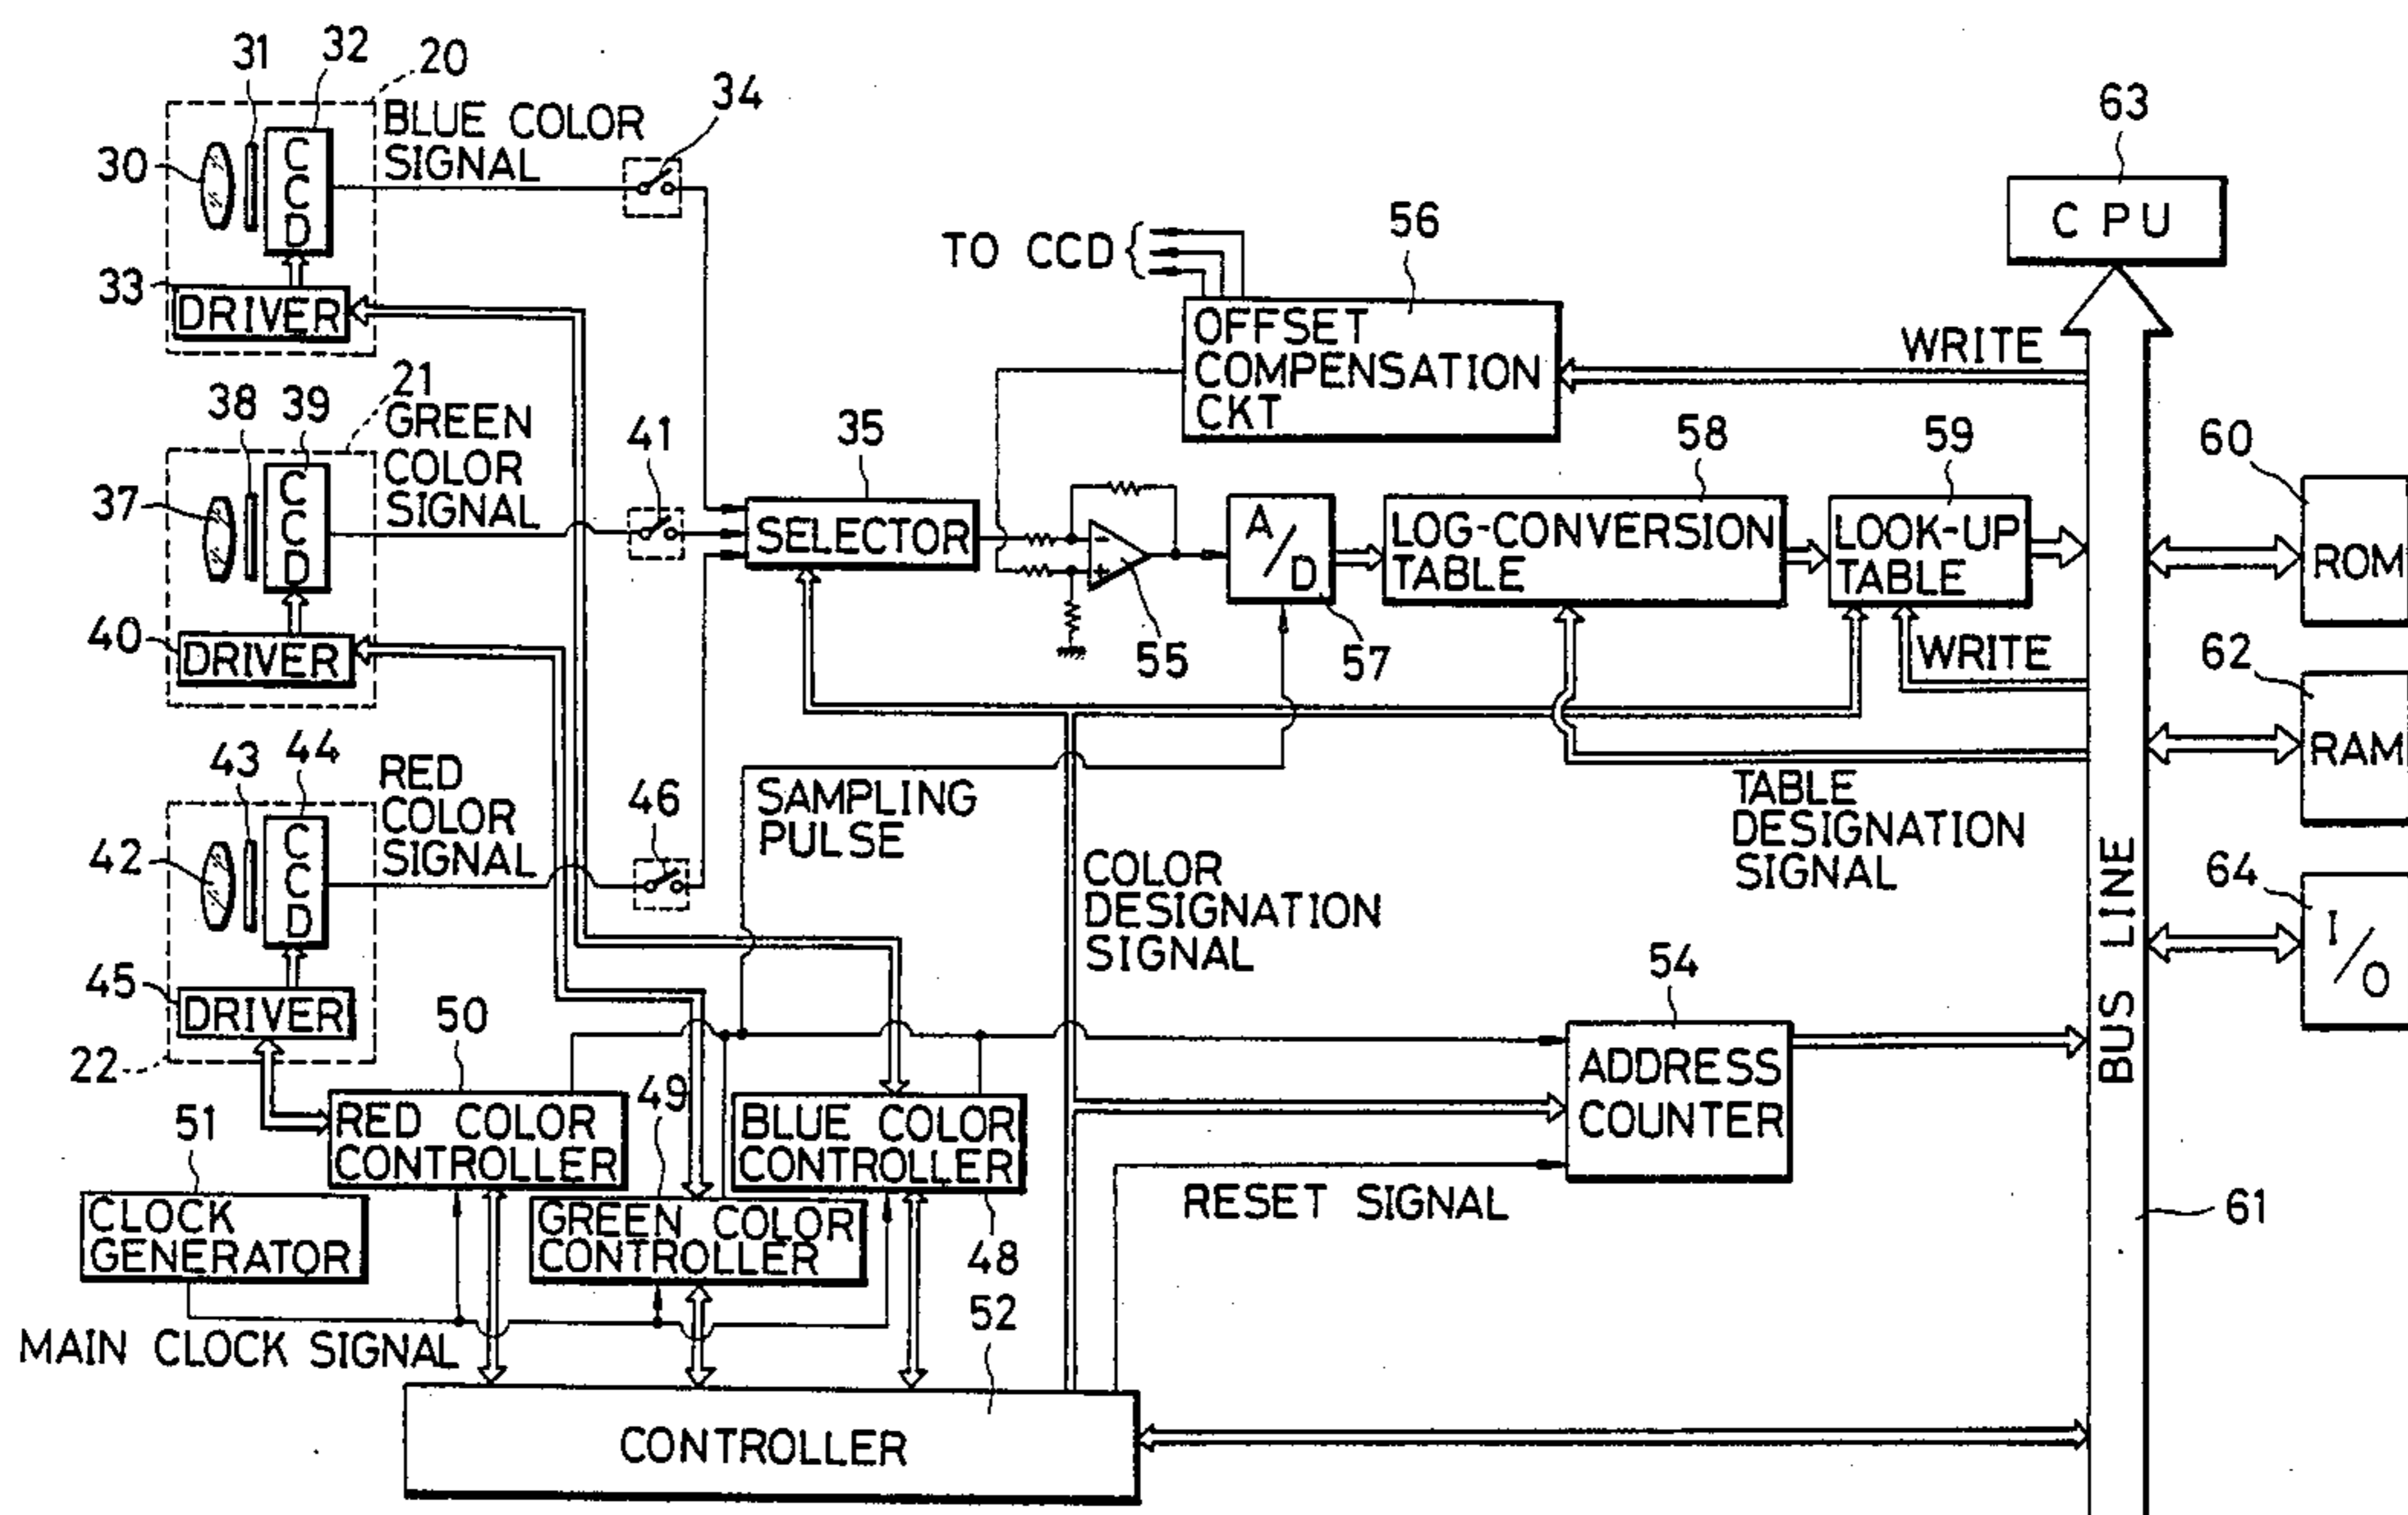 31
32
20
30
BLUE COLOR
SIGNAL
C
C
D
34
33
DRIVER
TO CCD
56
OFFSET
COMPENSATION
CKT
WRITE
63
CPU
21
38
39
GREEN
COLOR
SIGNAL
37
C
C
D
41
40
DRIVER
35
SELECTOR
55
A/D
57
58
LOG-CONVERSION
TABLE
59
LOOK-UP
TABLE
WRITE
60
ROM
62
RAM
64
I/O
43
44
RED
COLOR
SIGNAL
42
C
C
D
46
45
DRIVER
22
SAMPLING
PULSE
COLOR
DESIGNATION
SIGNAL
TABLE
DESIGNATION
SIGNAL
BUS LINE
61
54
ADDRESS
COUNTER
RESET SIGNAL
50
RED COLOR
CONTROLLER
49
GREEN COLOR
CONTROLLER
BLUE COLOR
CONTROLLER
48
51
CLOCK
GENERATOR
MAIN CLOCK SIGNAL
52
CONTROLLER